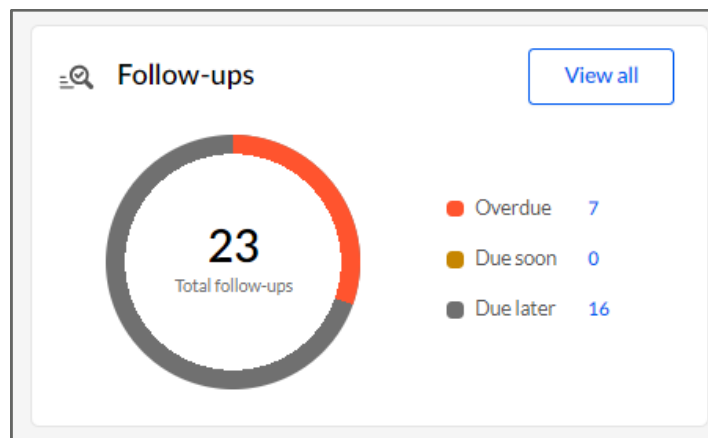 Follow-ups
View all
23
Total follow-ups
Overdue 7
Due soon 0
Due later 16